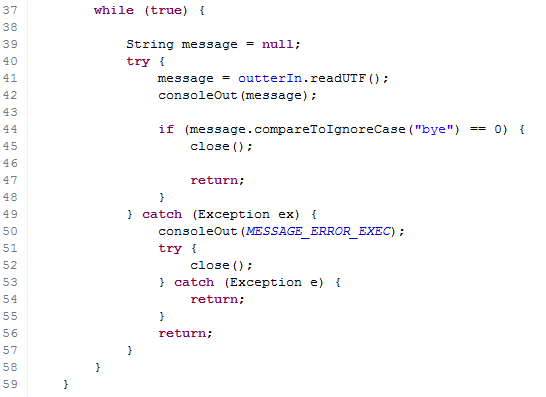 37        while (true) {
38
39            String message = null;
40            try {
41                message = outterIn.readUTF();
42                consoleOut(message);
43
44                if (message.compareToIgnoreCase("bye") == 0) {
45                    close();
46
47                    return;
48                }
49            } catch (Exception ex) {
50                consoleOut(MESSAGE_ERROR_EXEC);
51                try {
52                    close();
53                } catch (Exception e) {
54                    return;
55                }
56                return;
57            }
58        }
59    }